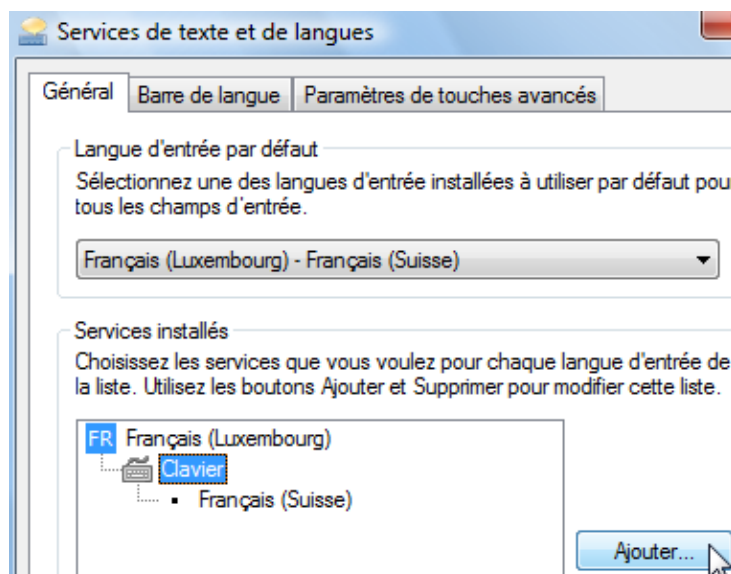 Services de texte et de langues
Général Barre de langue Paramètres de touches avancés
Langue d'entrée par défaut
Sélectionnez une des langues d'entrée installées à utiliser par défaut pou
tous les champs d'entrée.
Français (Luxembourg) - Français (Suisse)
Services installés
Choisissez les services que vous voulez pour chaque langue d'entrée de
la liste. Utilisez les boutons Ajouter et Supprimer pour modifier cette liste.
FR Français (Luxembourg)
Clavier
Français (Suisse)
Ajouter...